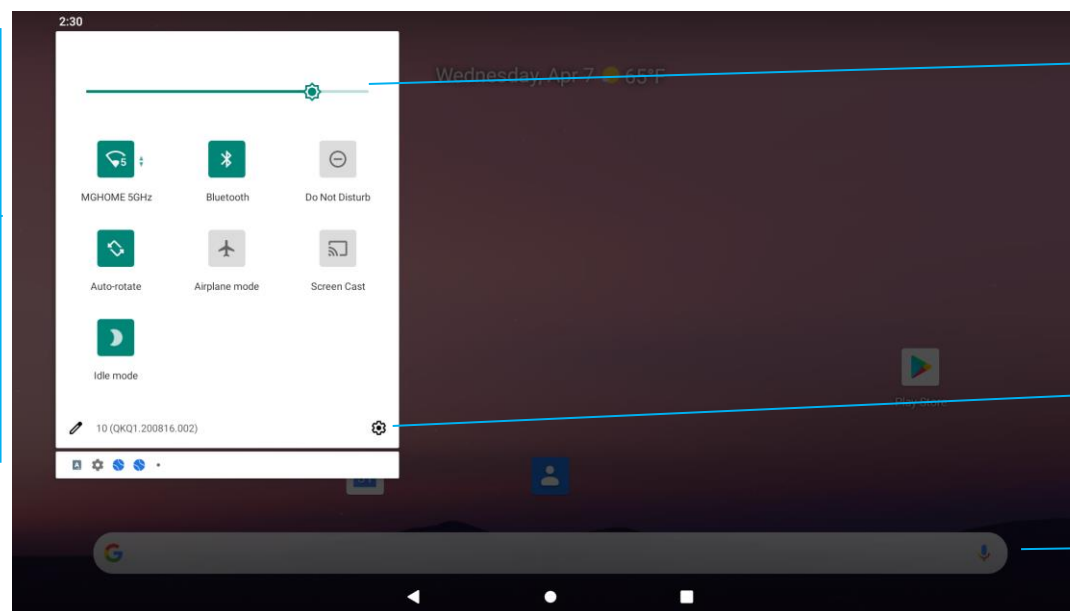 2:30
Wednesday, Apr 7 65°F
5
MGHOME 5GHz Bluetooth Do Not Disturb
Auto-rotate Airplane mode Screen Cast
Idle mode
Play Store
10 (QKQ1.200816.002)
A
G